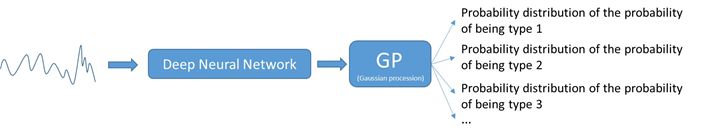 Probability distribution of the probability
of being type 1
Deep Neural Network
GP
(Gaussian procession)
Probability distribution of the probability
of being type 2
Probability distribution of the probability
of being type 3
...